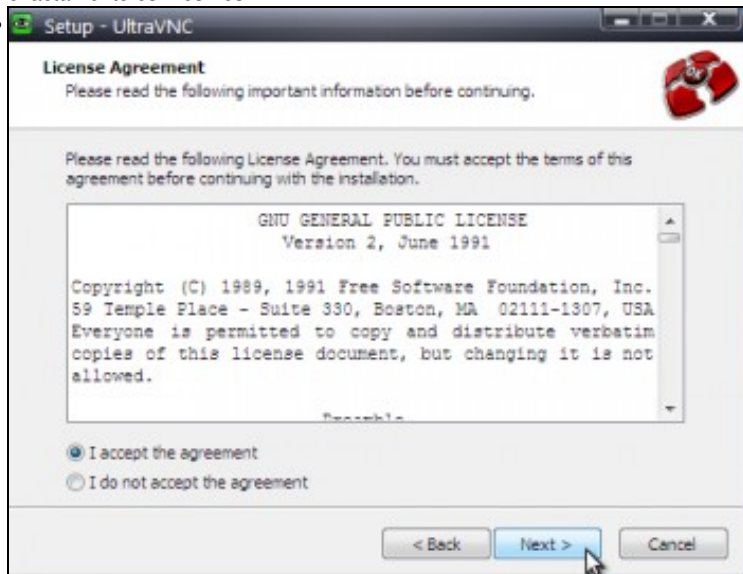 Setup - UltraVNC
License Agreement
Please read the following important information before continuing.
Please read the following License Agreement. You must accept the terms of this
agreement before continuing with the installation.
GNU GENERAL PUBLIC LICENSE
Version 2, June 1991
Copyright (C) 1989, 1991 Free Software Foundation, Inc.
59 Temple Place - Suite 330, Boston, MA 02111-1307, USA
Everyone is permitted to copy and distribute verbatim
copies of this license document, but changing it is not
allowed.
I accept the agreement
I do not accept the agreement
< Back Next > Cancel